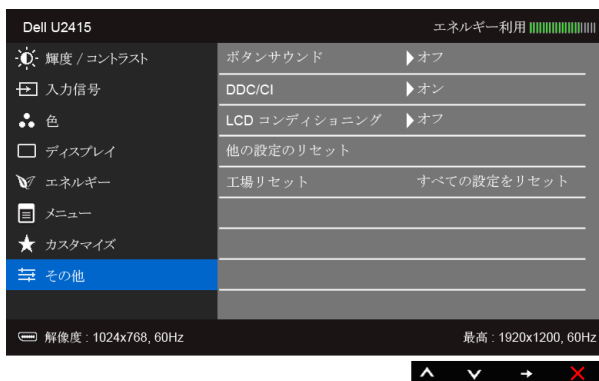 Dell U2415 エネルギー利用
輝度 / コントラスト ボタンサウンド オフ
入力信号 DDC/CI オン
色 LCD コンディショニング オフ
ディスプレイ 他の設定のリセット
エネルギー 工場リセット すべての設定をリセット
メニュー
カスタマイズ
その他
解像度 : 1024x768, 60Hz 最高 : 1920x1200, 60Hz